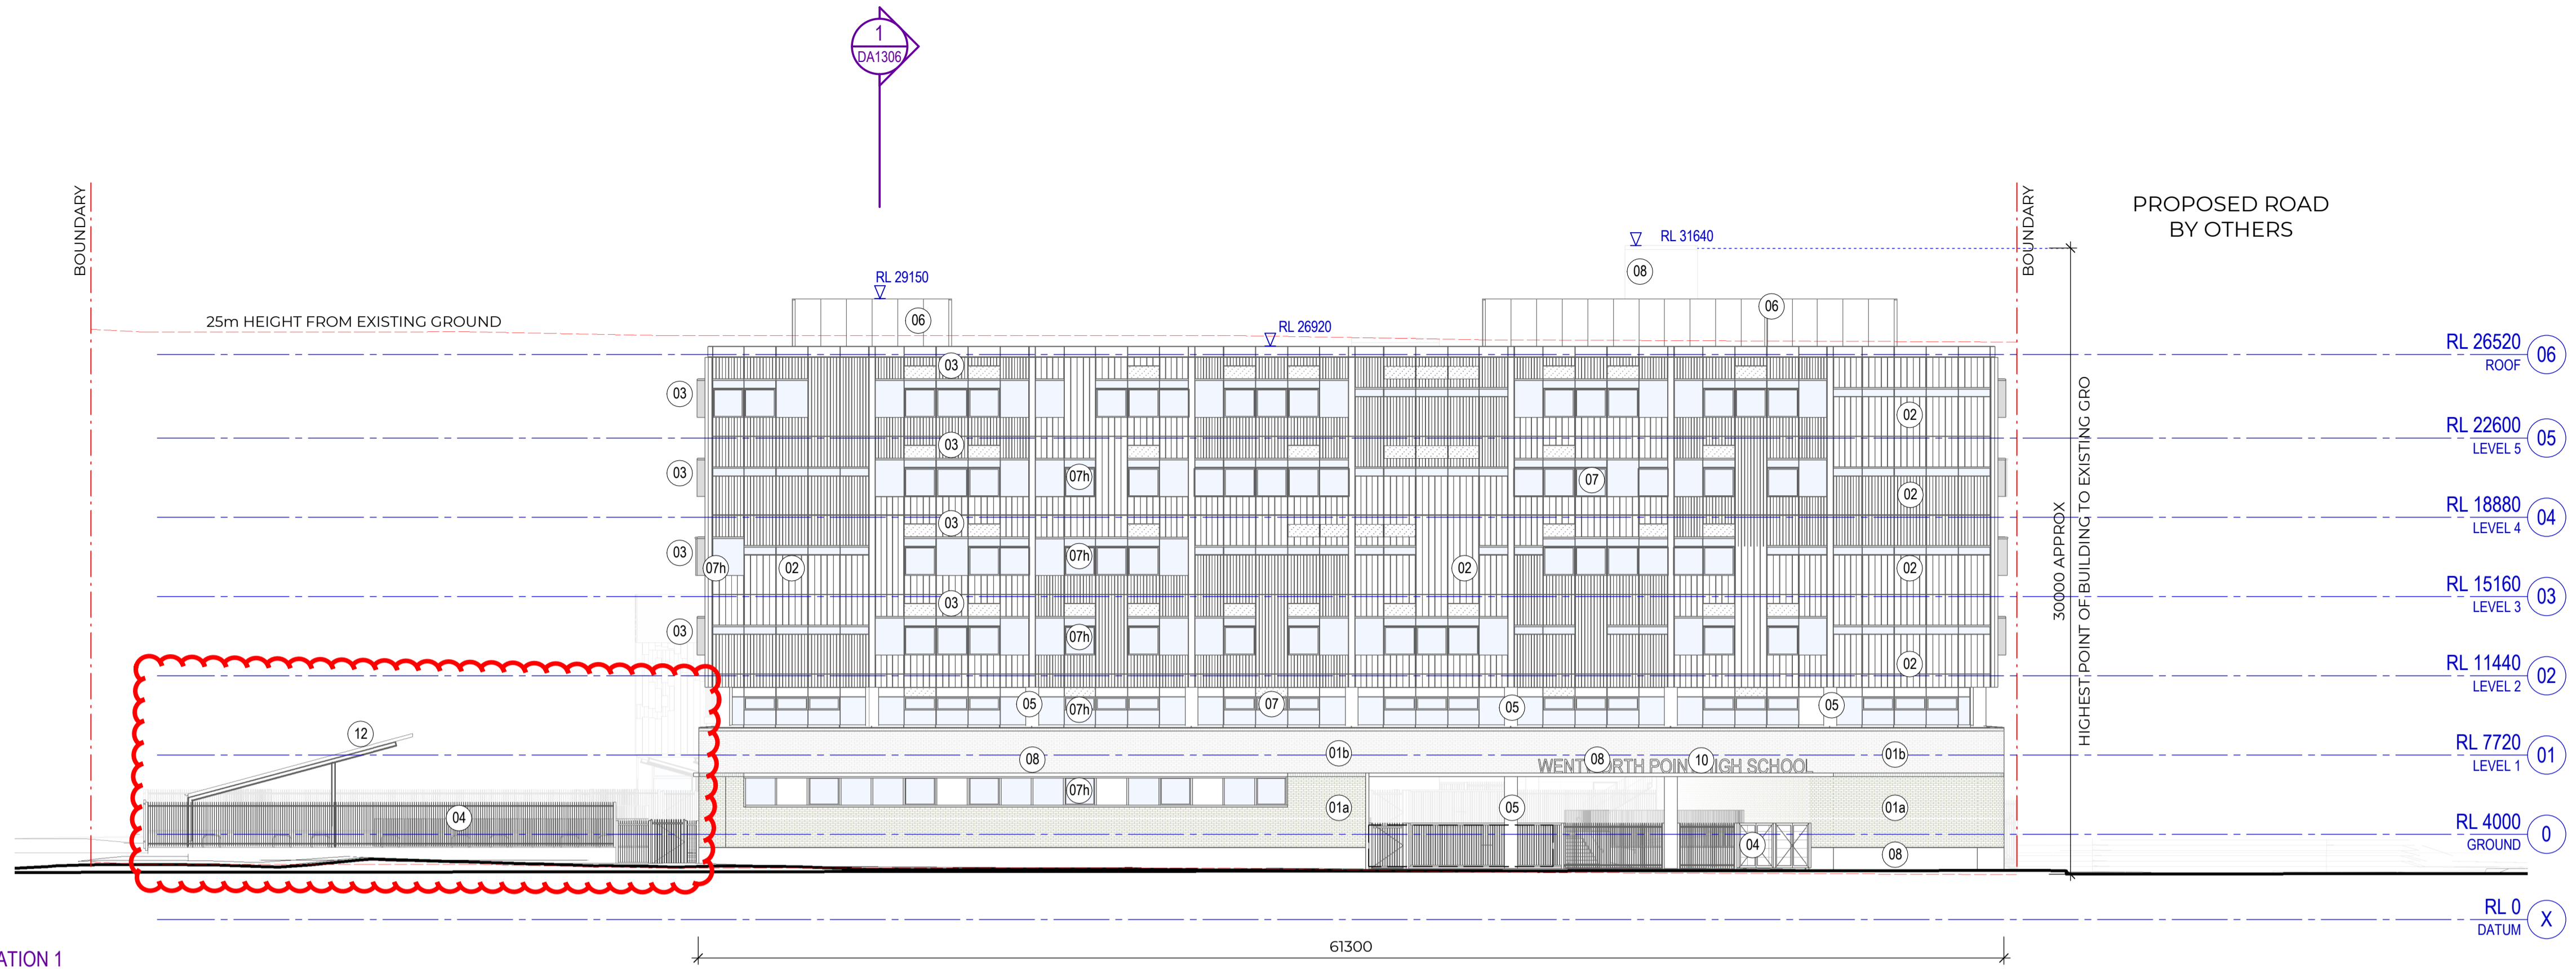 1
DA1306
BOUNDARY
BOUNDARY
PROPOSED ROAD
BY OTHERS
RL 31640
08
RL 29150
06
06
25m HEIGHT FROM EXISTING GROUND
RL 26920
RL 26520
ROOF
06
03
03
02
RL 22600
LEVEL 5
05
03
03
07h
07
02
RL 18880
LEVEL 4
04
03
03
07h
07h
02
02
02
30000 APPROX
HIGHEST POINT OF BUILDING TO EXISTING GRO
RL 15160
LEVEL 3
03
03
03
07h
02
RL 11440
LEVEL 2
02
05
07h
07
05
05
12
08
01b
08
10
01b
WENTWORTH POINT HIGH SCHOOL
RL 7720
LEVEL 1
01
07h
01a
05
01a
04
04
08
RL 4000
GROUND
0
RL 0
DATUM
X
61300
ATION 1